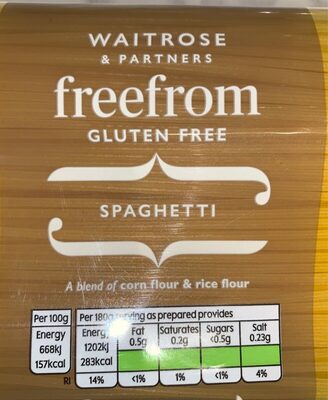 WAITROSE
& PARTNERS
freefrom
GLUTEN FREE
SPAGHETTI
A blend of corn flour & rice flour
Per 100g Per 180g serving as prepared provides
Energy Energy Fat Saturates Sugars Salt
668kJ 1202kJ 0.5g 0.2g <0.5g 0.23g
157kcal 283kcal
RI 14% <1% 1% <1% 4%